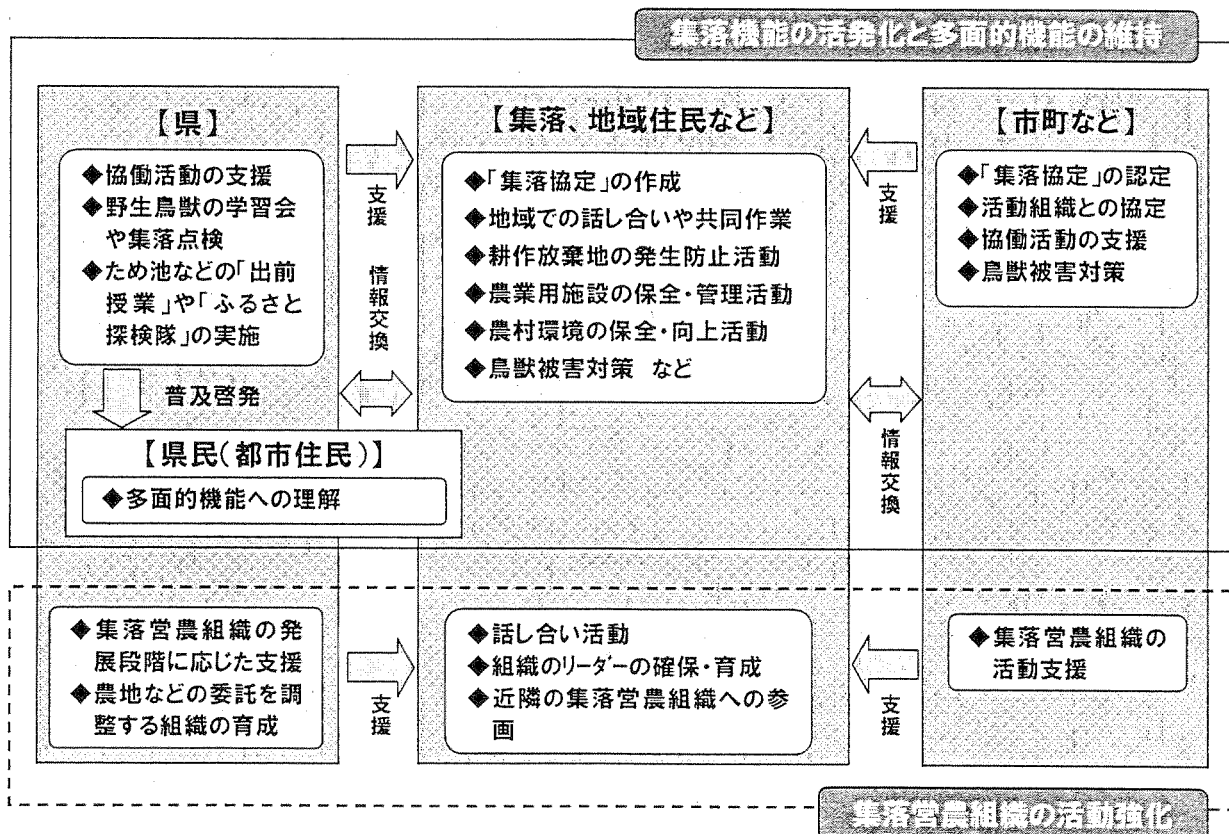 集落機能の活発化と多面的機能の維持
【県】
◆協働活動の支援
◆野生鳥獣の学習会
や集落点検
◆ため池などの「出前
授業」や「ふるさと
探検隊」の実施
普及啓発
【県民(都市住民)】
◆多面的機能への理解
支援
情報交換
【集落、地域住民など】
◆「集落協定」の作成
◆地域での話し合いや共同作業
◆耕作放棄地の発生防止活動
◆農業用施設の保全・管理活動
◆農村環境の保全・向上活動
◆鳥獣被害対策 など
支援
情報交換
【市町など】
◆「集落協定」の認定
◆活動組織との協定
◆協働活動の支援
◆鳥獣被害対策
◆集落営農組織の発
展段階に応じた支援
◆農地などの委託を調
整する組織の育成
支援
◆話し合い活動
◆組織のリーダーの確保・育成
◆近隣の集落営農組織への参
画
支援
◆集落営農組織の
活動支援
集落営農組織の活動強化